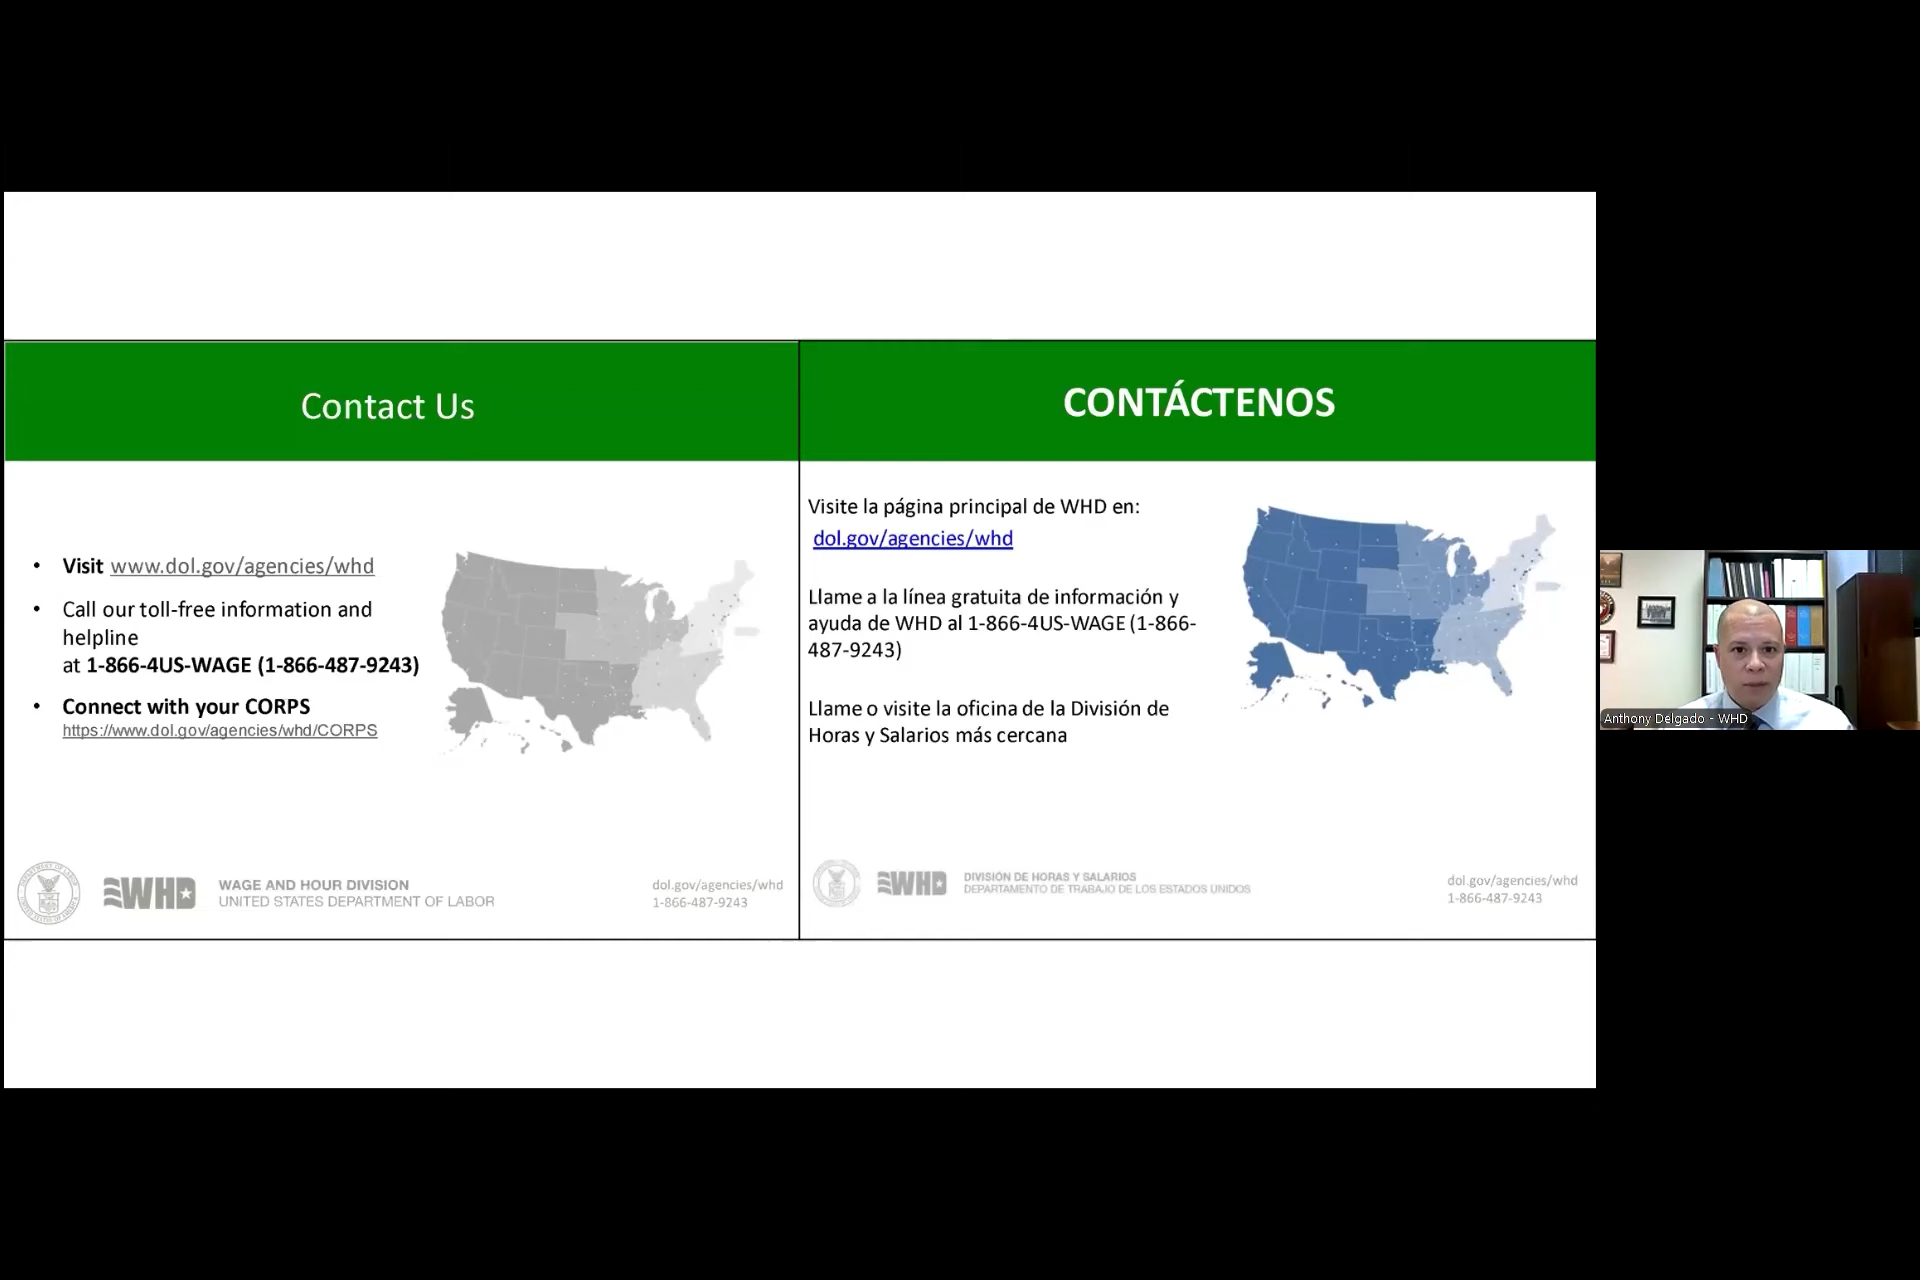 Contact Us
• Visit www.dol.gov/agencies/whd
• Call our toll-free information and
helpline
at 1-866-4US-WAGE (1-866-487-9243)
• Connect with your CORPS
https://www.dol.gov/agencies/whd/CORPS
WHD
WAGE AND HOUR DIVISION
UNITED STATES DEPARTMENT OF LABOR
dol.gov/agencies/whd
1-866-487-9243
CONTÁCTENOS
Visite la página principal de WHD en:
dol.gov/agencies/whd
Llame a la línea gratuita de información y
ayuda de WHD al 1-866-4US-WAGE (1-866-
487-9243)
Llame o visite la oficina de la División de
Horas y Salarios más cercana
WHD
DIVISIÓN DE HORAS Y SALARIOS
DEPARTAMENTO DE TRABAJO DE LOS ESTADOS UNIDOS
dol.gov/agencies/whd
1-866-487-9243
Anthony Delgado - WHD